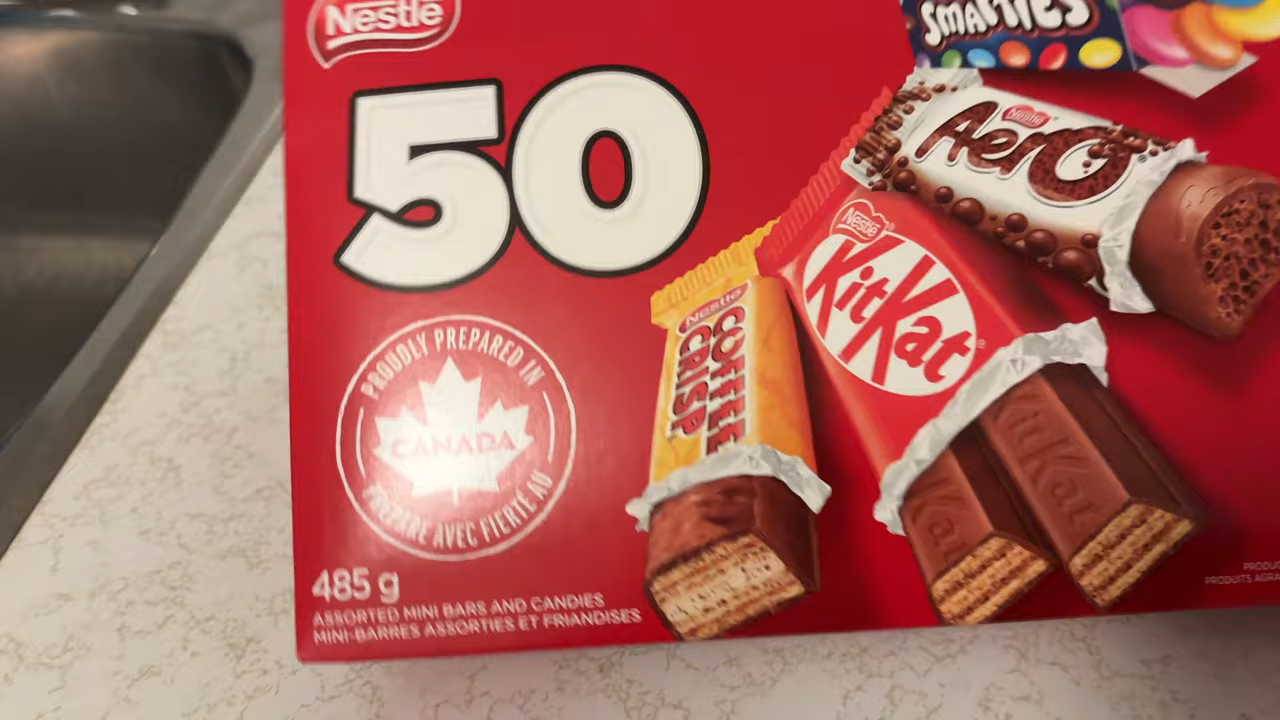 Nestlé
SMARTIES
50
Nestlé
Aero
Nestlé
KitKat
Nestlé
COFFEE
CRISP
PROUDLY PREPARED IN
CANADA
PRÉPARÉ AVEC FIERTÉ AU
KitKat
485 g
ASSORTED MINI BARS AND CANDIES
MINI-BARRES ASSORTIES ET FRIANDISES